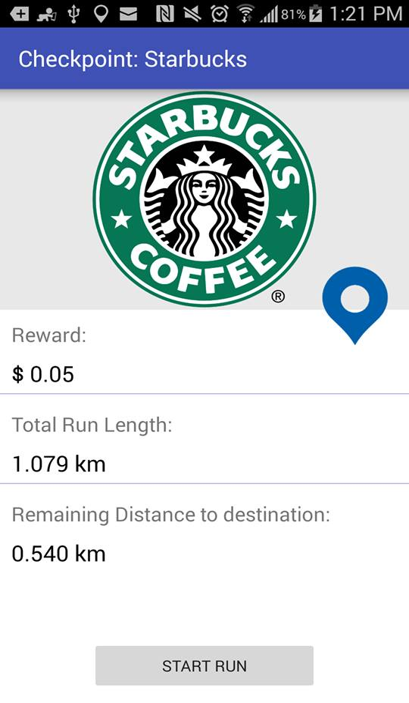 81% 1:21 PM
Checkpoint: Starbucks
STARBUCKS
COFFEE
®
Reward:
$ 0.05
Total Run Length:
1.079 km
Remaining Distance to destination:
0.540 km
START RUN